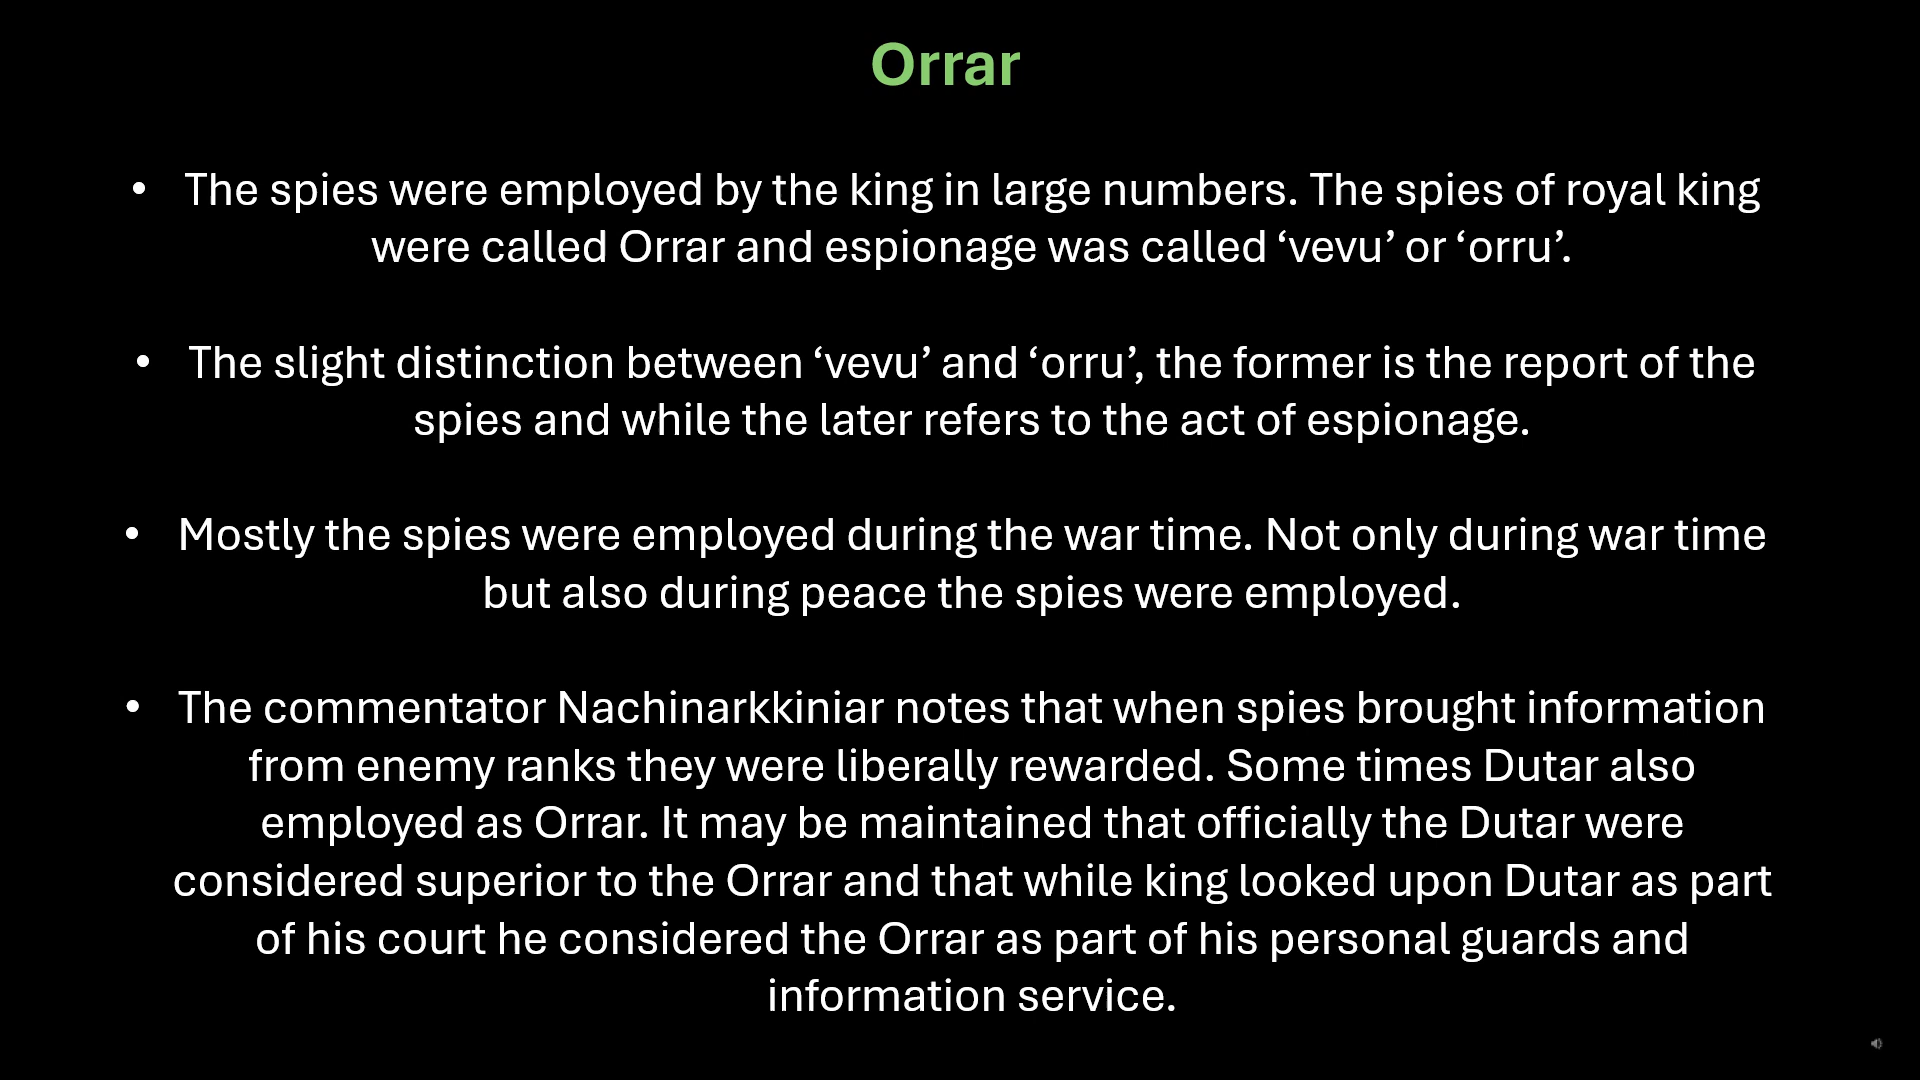 Orrar
• The spies were employed by the king in large numbers. The spies of royal king
were called Orrar and espionage was called ‘vevu’ or ‘orru’.
• The slight distinction between ‘vevu’ and ‘orru’, the former is the report of the
spies and while the later refers to the act of espionage.
• Mostly the spies were employed during the war time. Not only during war time
but also during peace the spies were employed.
• The commentator Nachinarkkiniar notes that when spies brought information
from enemy ranks they were liberally rewarded. Some times Dutar also
employed as Orrar. It may be maintained that officially the Dutar were
considered superior to the Orrar and that while king looked upon Dutar as part
of his court he considered the Orrar as part of his personal guards and
information service.